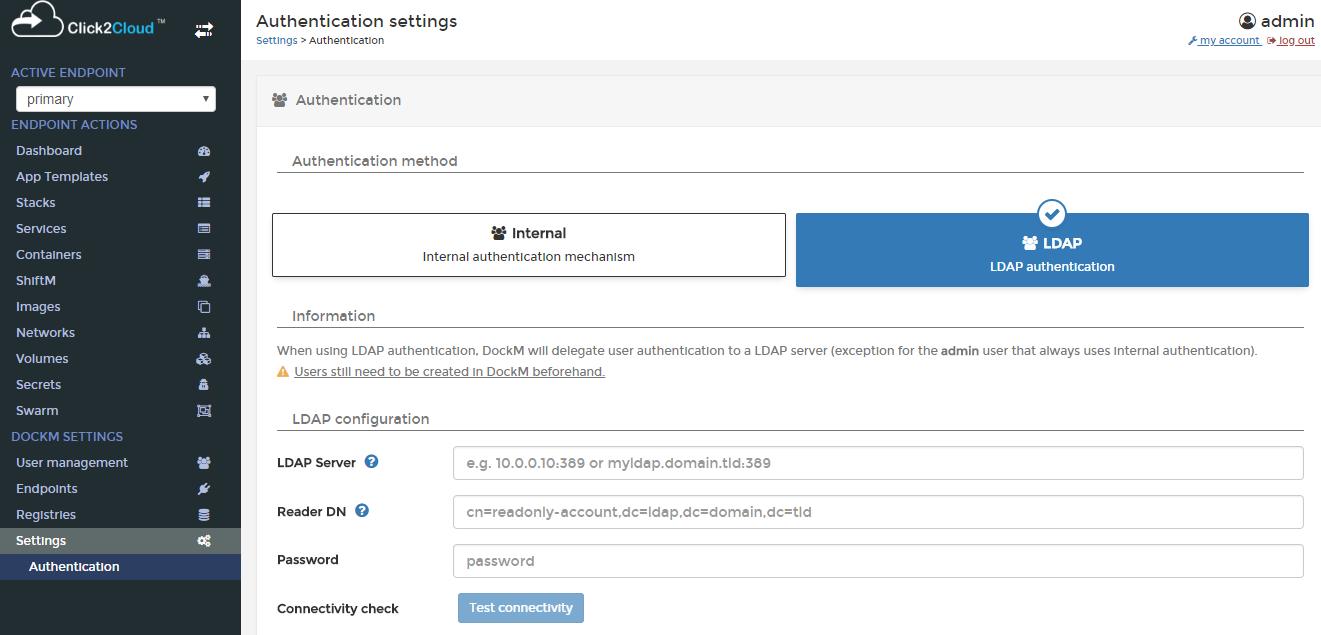 Click2Cloud™
ACTIVE ENDPOINT
primary
ENDPOINT ACTIONS
Dashboard
App Templates
Stacks
Services
Containers
ShiftM
Images
Networks
Volumes
Secrets
Swarm
DOCKM SETTINGS
User management
Endpoints
Registries
Settings
Authentication
Authentication settings
Settings > Authentication
admin
my account log out
Authentication
Authentication method
Internal
Internal authentication mechanism
LDAP
LDAP authentication
Information
When using LDAP authentication, DockM will delegate user authentication to a LDAP server (exception for the admin user that always uses internal authentication).
Users still need to be created in DockM beforehand.
LDAP configuration
LDAP Server ? e.g. 10.0.0.10:389 or myldap.domain.tld:389
Reader DN ? cn=readonly-account,dc=ldap,dc=domain,dc=tld
Password password
Connectivity check Test connectivity